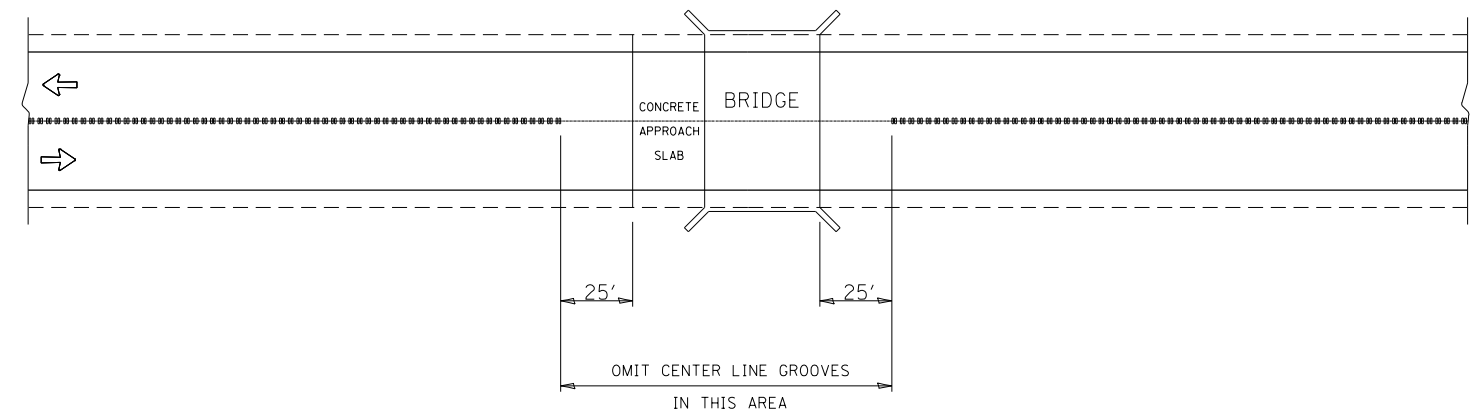 CONCRETE
APPROACH
SLAB
BRIDGE
25'
25'
OMIT CENTER LINE GROOVES
IN THIS AREA